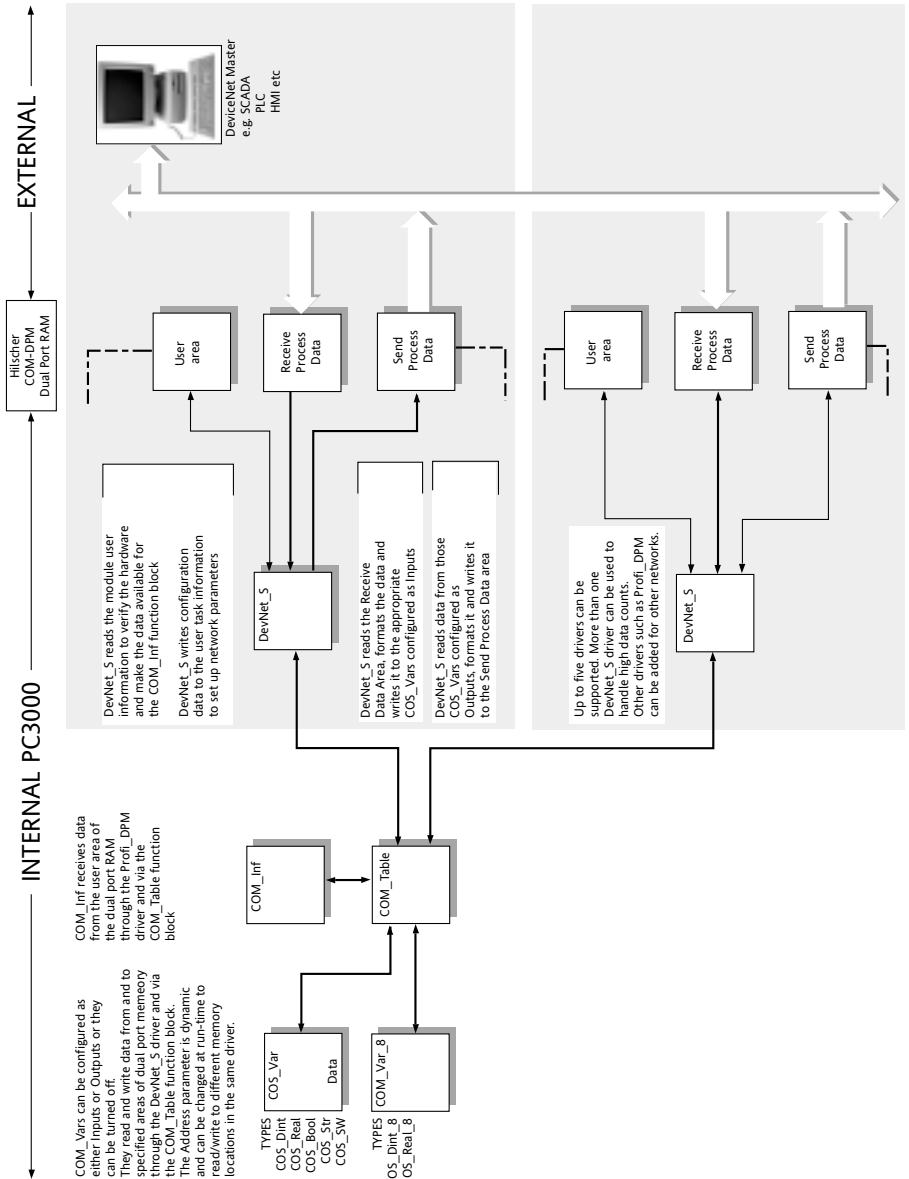 INTERNAL PC3000
Hilscher
COM-DPM
Dual Port RAM
EXTERNAL
COM_Vars can be configured as
either Inputs or Outputs or they
can be turned off.
They read and write data from and to
specified areas of dual port memeory
through the DevNet_S driver and via
the COM_Table function block.
The Address parameter is dynamic
and can be changed at run-time to
read/write to different memory
locations in the same driver.
COM_Inf receives data
from the user area of
the dual port RAM
through the Profi_DPM
driver and via the
COM_Table function
block
DevNet_S reads the module user
information to verify the hardware
and make the data available for
the COM_Inf function block
DevNet_S writes configuration
data to the user task information
to set up network parameters
User
area
DeviceNet Master
e.g. SCADA
PLC
HMI etc
TYPES
COS_Dint
COS_Real
COS_Bool
COS_Str
COS_SW
COS_Var
Data
COM_Inf
DevNet_S
Receive
Process
Data
TYPES
OS_Dint_8
OS_Real_8
COM_Var_8
COM_Table
DevNet_S reads the Receive
Data Area, formats the data and
writes it to the appropriate
COS_Vars configured as Inputs
DevNet_S reads data from those
COS_Vars configured as
Outputs, formats it and writes it
to the Send Process Data area
Send
Process
Data
Up to five drivers can be
supported. More than one
DevNet_S driver can be used to
handle high data counts.
Other drivers such as Profi_DPM
can be added for other networks.
User
area
DevNet_S
Receive
Process
Data
Send
Process
Data